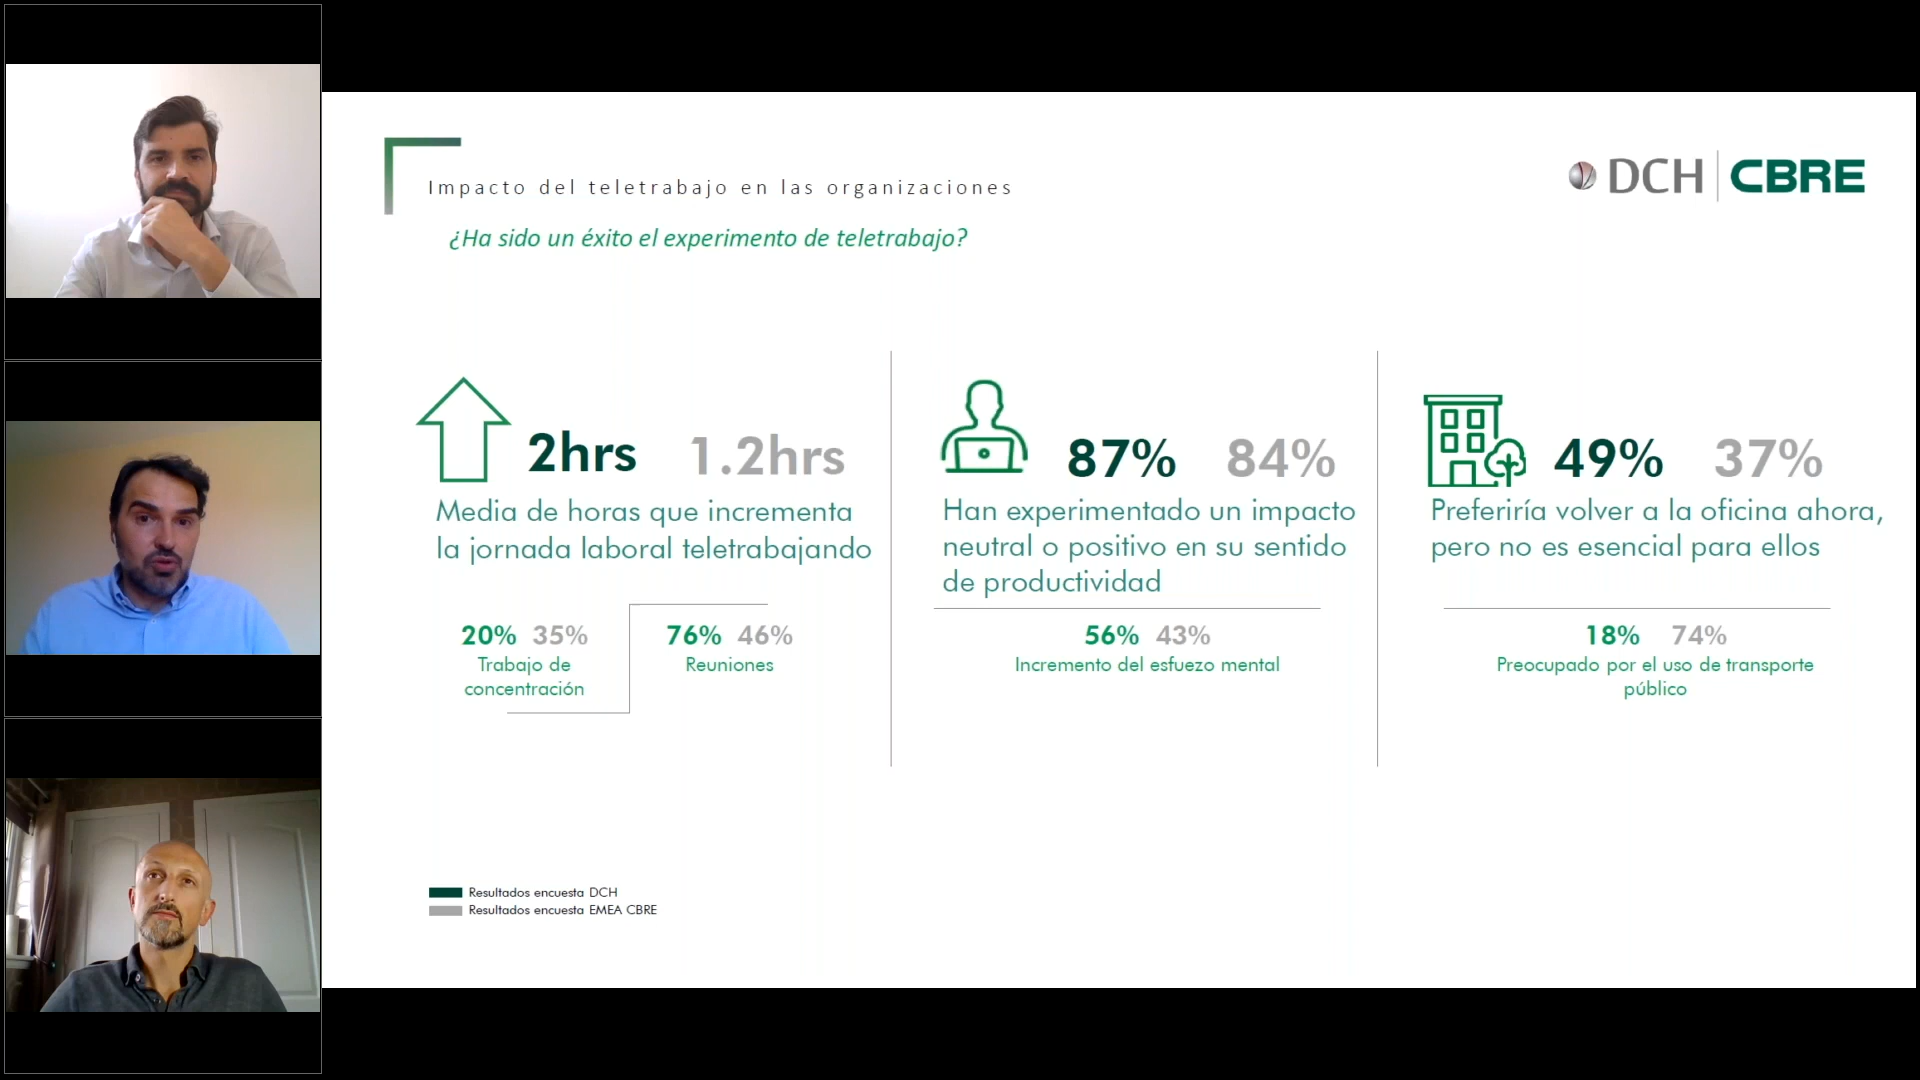 Impacto del teletrabajo en las organizaciones
DCH | CBRE
¿Ha sido un éxito el experimento de teletrabajo?
2hrs 1.2hrs
Media de horas que incrementa
la jornada laboral teletrabajando
20% 35%
Trabajo de
concentración
76% 46%
Reuniones
87% 84%
Han experimentado un impacto
neutral o positivo en su sentido
de productividad
56% 43%
Incremento del esfuezo mental
49% 37%
Preferiría volver a la oficina ahora,
pero no es esencial para ellos
18% 74%
Preocupado por el uso de transporte
público
Resultados encuesta DCH
Resultados encuesta EMEA CBRE